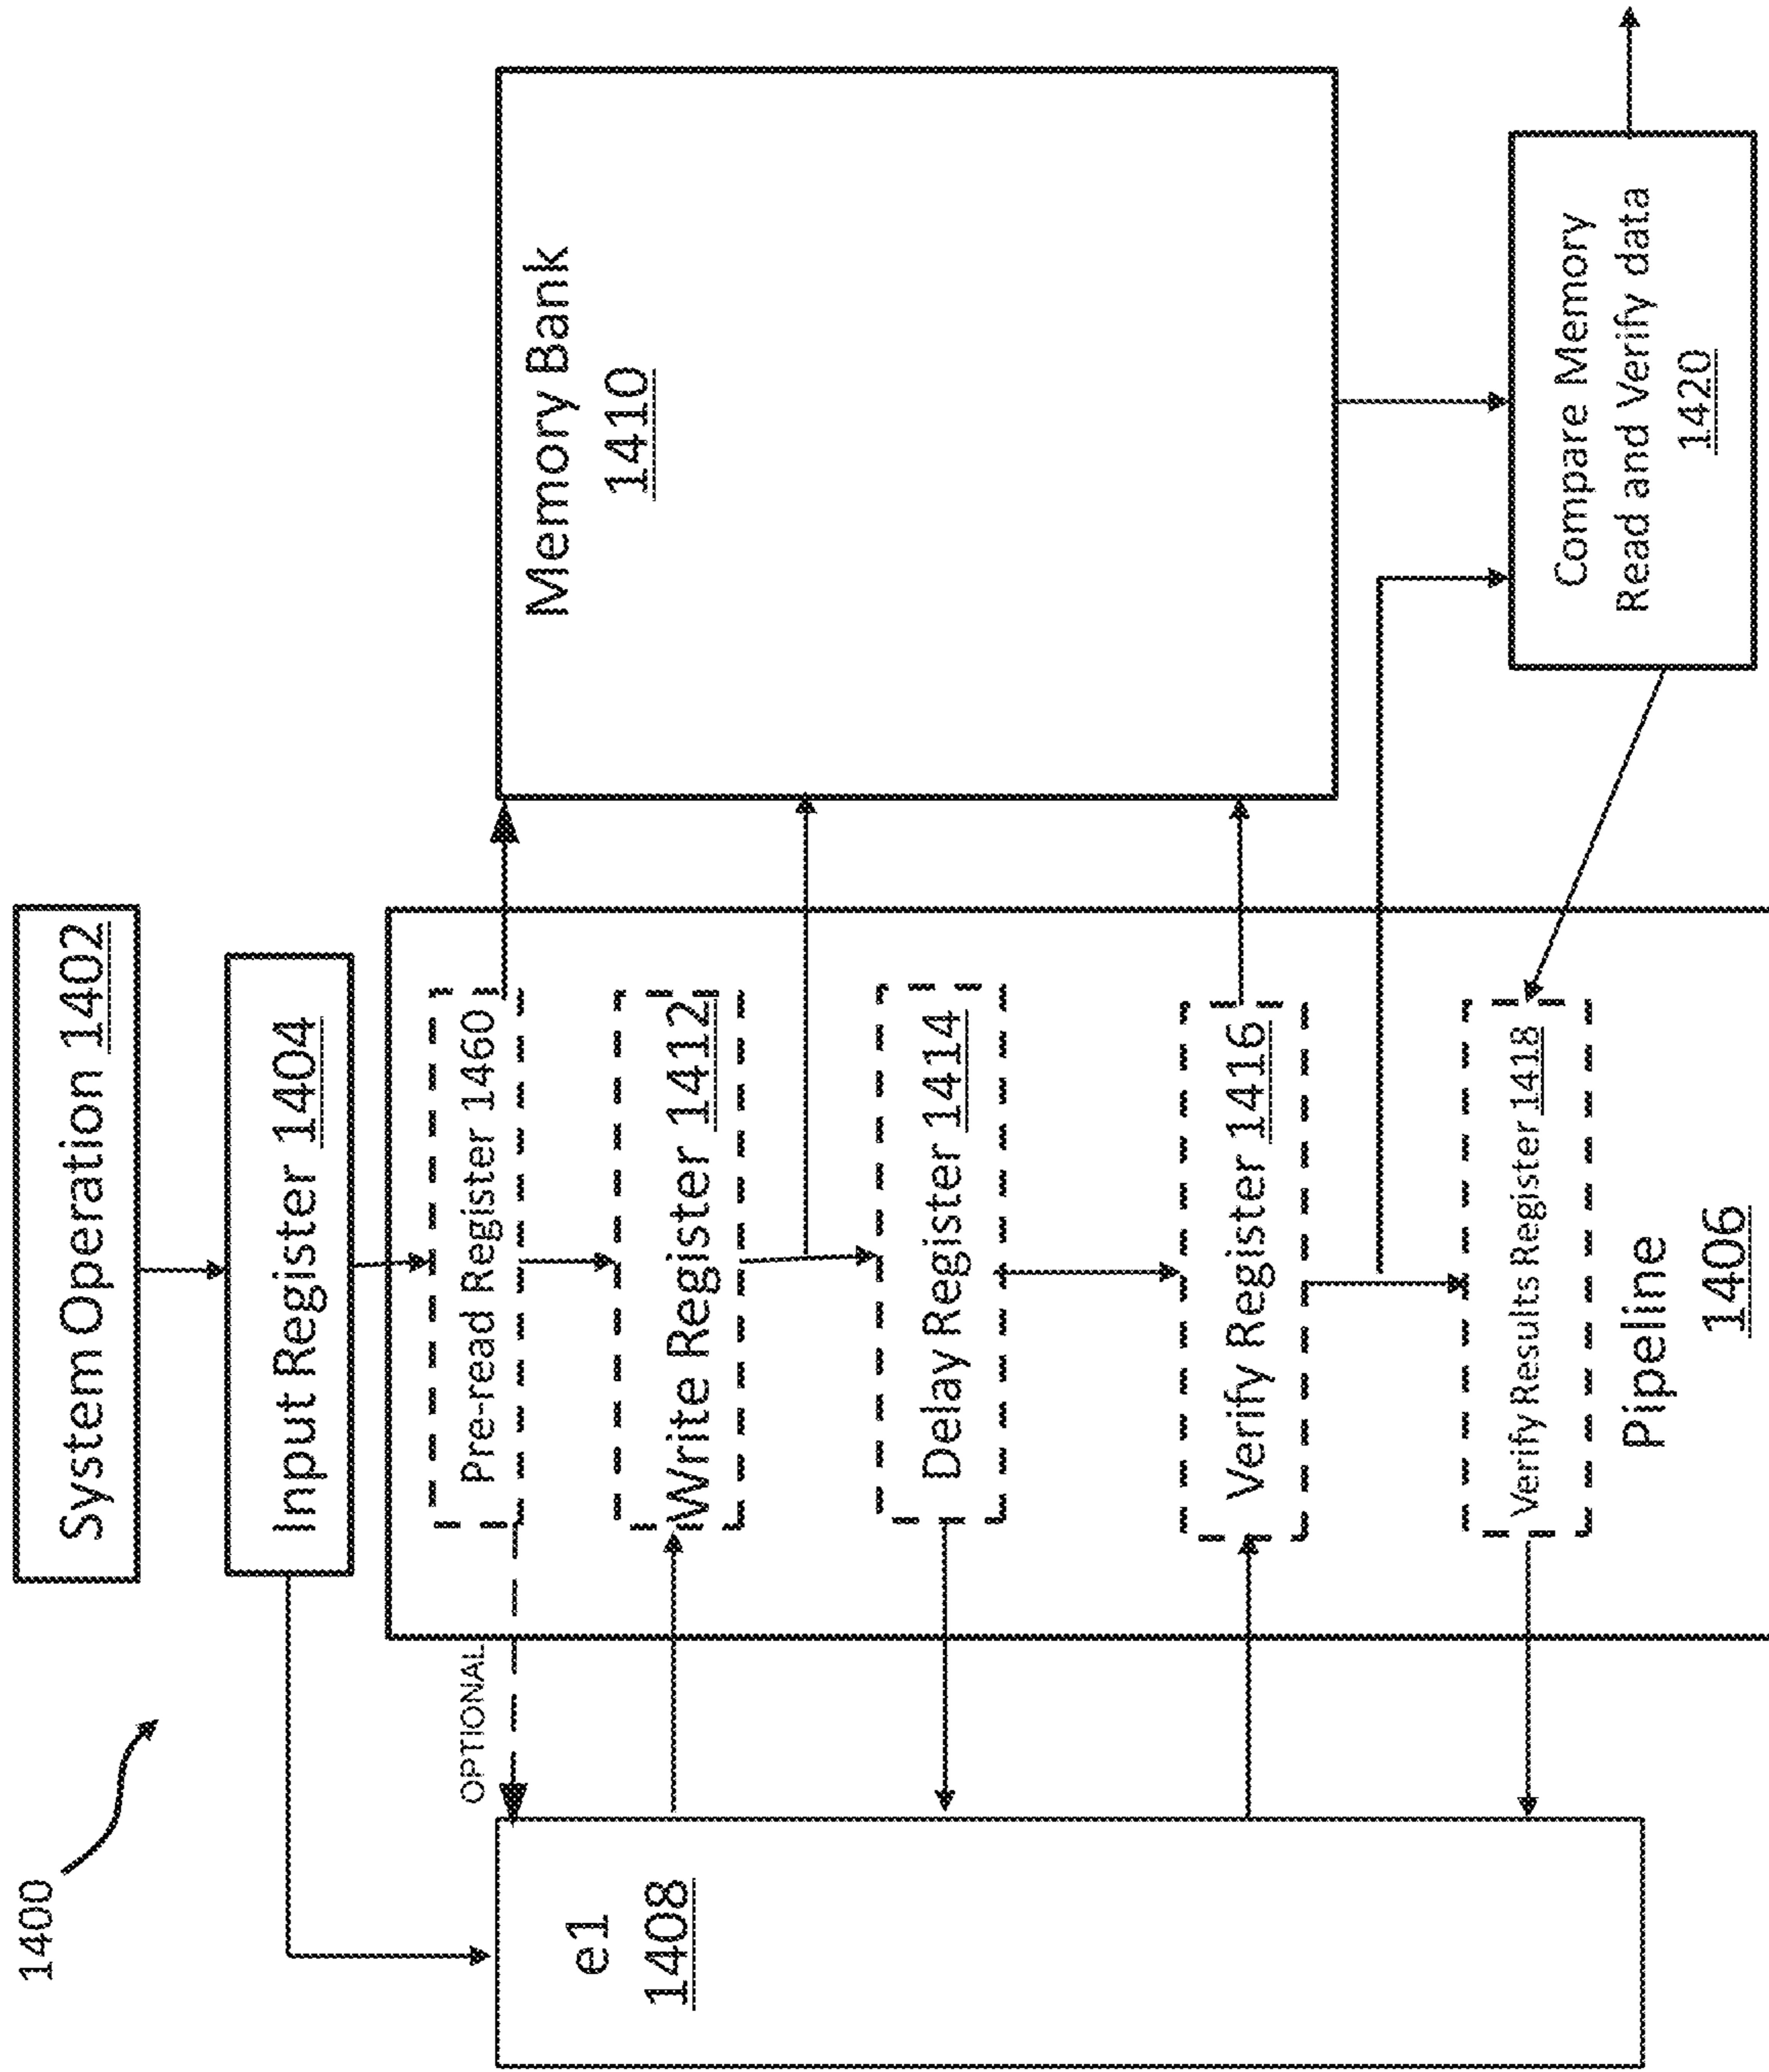 1400
System Operation 1402
Input Register 1404
OPTIONAL
Pre-read Register 1460
Write Register 1412
Delay Register 1414
Verify Register 1416
Verify Results Register 1418
Pipeline
1406
e1
1408
Memory Bank
1410
Compare Memory
Read and Verify data
1420